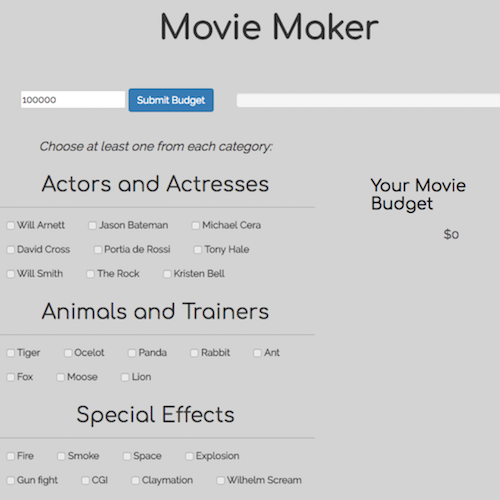 Movie Maker
100000 Submit Budget
Choose at least one from each category:
Actors and Actresses
Your Movie
Budget
$0
Will Arnett Jason Bateman Michael Cera
David Cross Portia de Rossi Tony Hale
Will Smith The Rock Kristen Bell
Animals and Trainers
Tiger Ocelot Panda Rabbit Ant
Fox Moose Lion
Special Effects
Fire Smoke Space Explosion
Gun fight CGI Claymation Wilhelm Scream